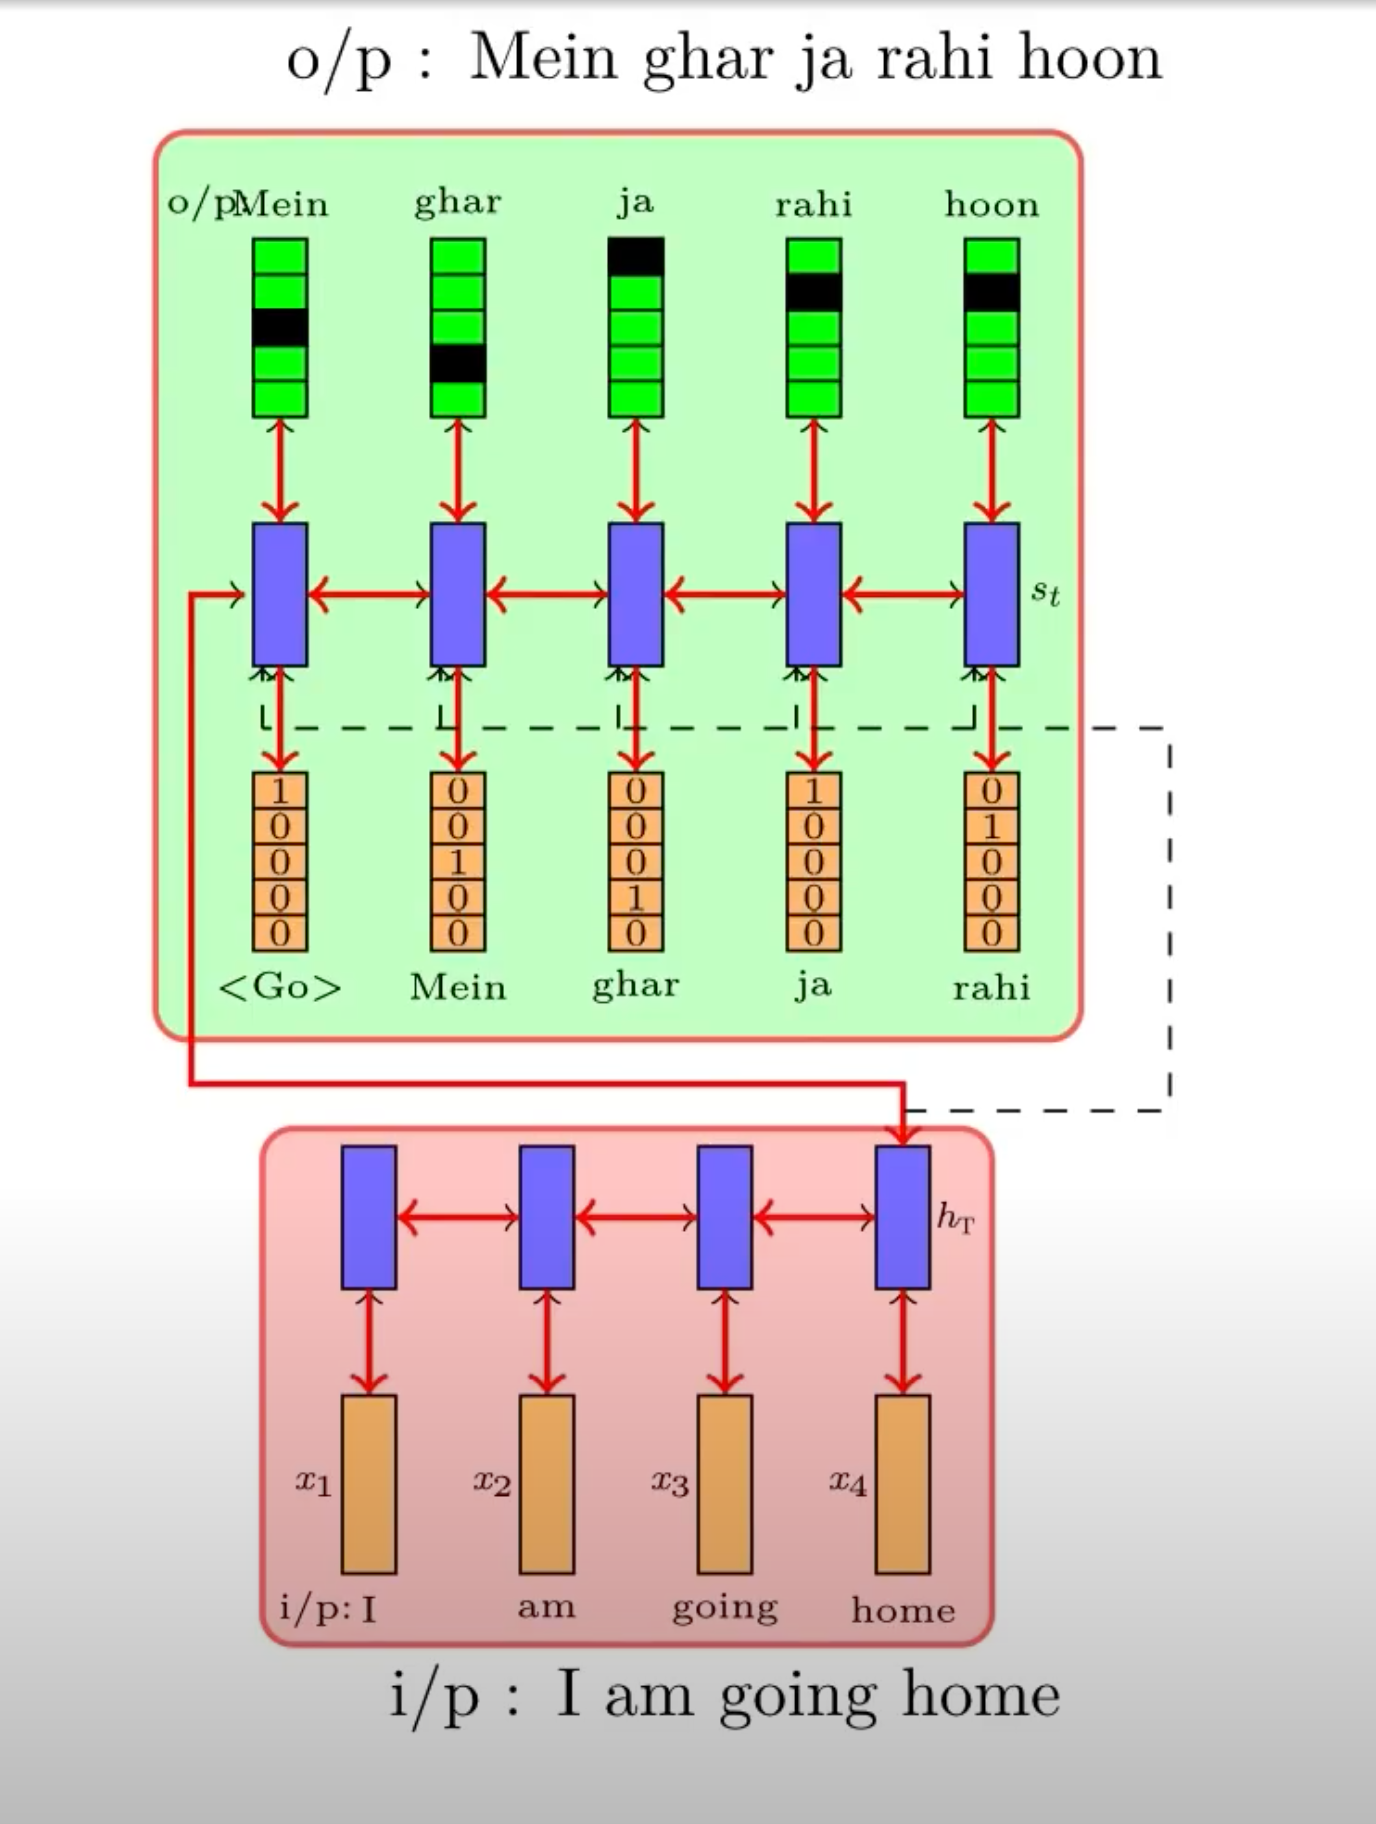 o/p : Mein ghar ja rahi hoon
o/p: Mein ghar ja rahi hoon
s_t
1 0 0 1 0
0 0 0 0 1
0 1 0 0 0
0 0 1 0 0
0 0 0 0 0
<Go> Mein ghar ja rahi
h_T
x_1 x_2 x_3 x_4
i/p: I am going home
i/p : I am going home